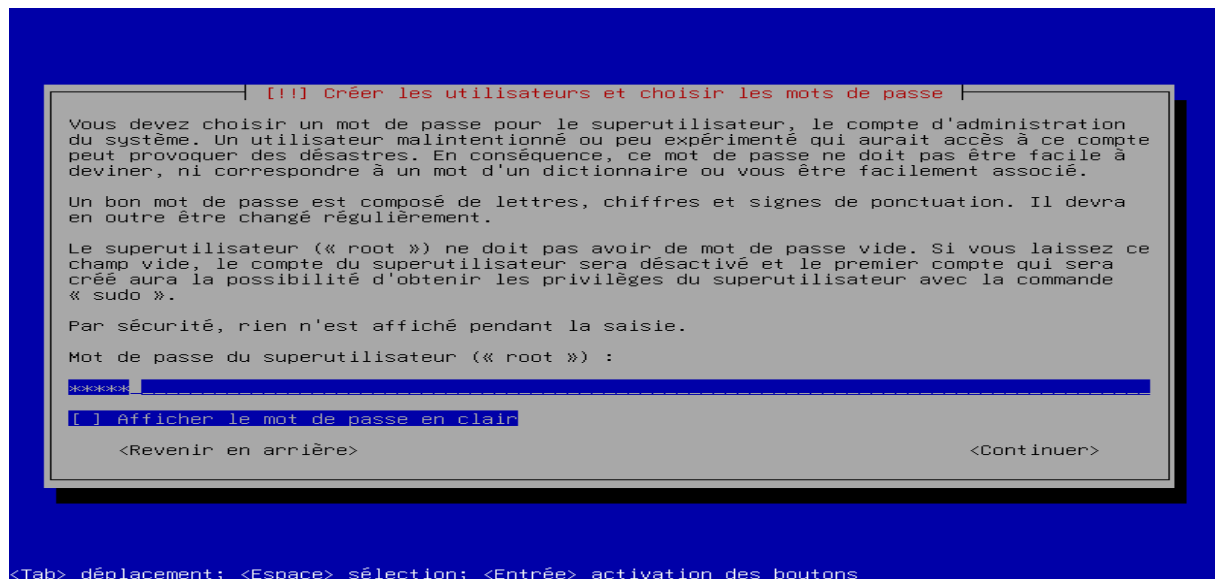 [!!] Créer les utilisateurs et choisir les mots de passe
Vous devez choisir un mot de passe pour le superutilisateur, le compte d'administration
du système. Un utilisateur malintentionné ou peu expérimenté qui aurait accès à ce compte
peut provoquer des désastres. En conséquence, ce mot de passe ne doit pas être facile à
deviner, ni correspondre à un mot d'un dictionnaire ou vous être facilement associé.
Un bon mot de passe est composé de lettres, chiffres et signes de ponctuation. Il devra
en outre être changé régulièrement.
Le superutilisateur (« root ») ne doit pas avoir de mot de passe vide. Si vous laissez ce
champ vide, le compte du superutilisateur sera désactivé et le premier compte qui sera
créé aura la possibilité d'obtenir les privilèges du superutilisateur avec la commande
« sudo ».
Par sécurité, rien n'est affiché pendant la saisie.
Mot de passe du superutilisateur (« root ») :
*****
[ ] Afficher le mot de passe en clair
<Revenir en arrière> <Continuer>
<Tab> déplacement; <Espace> sélection; <Entrée> activation des boutons